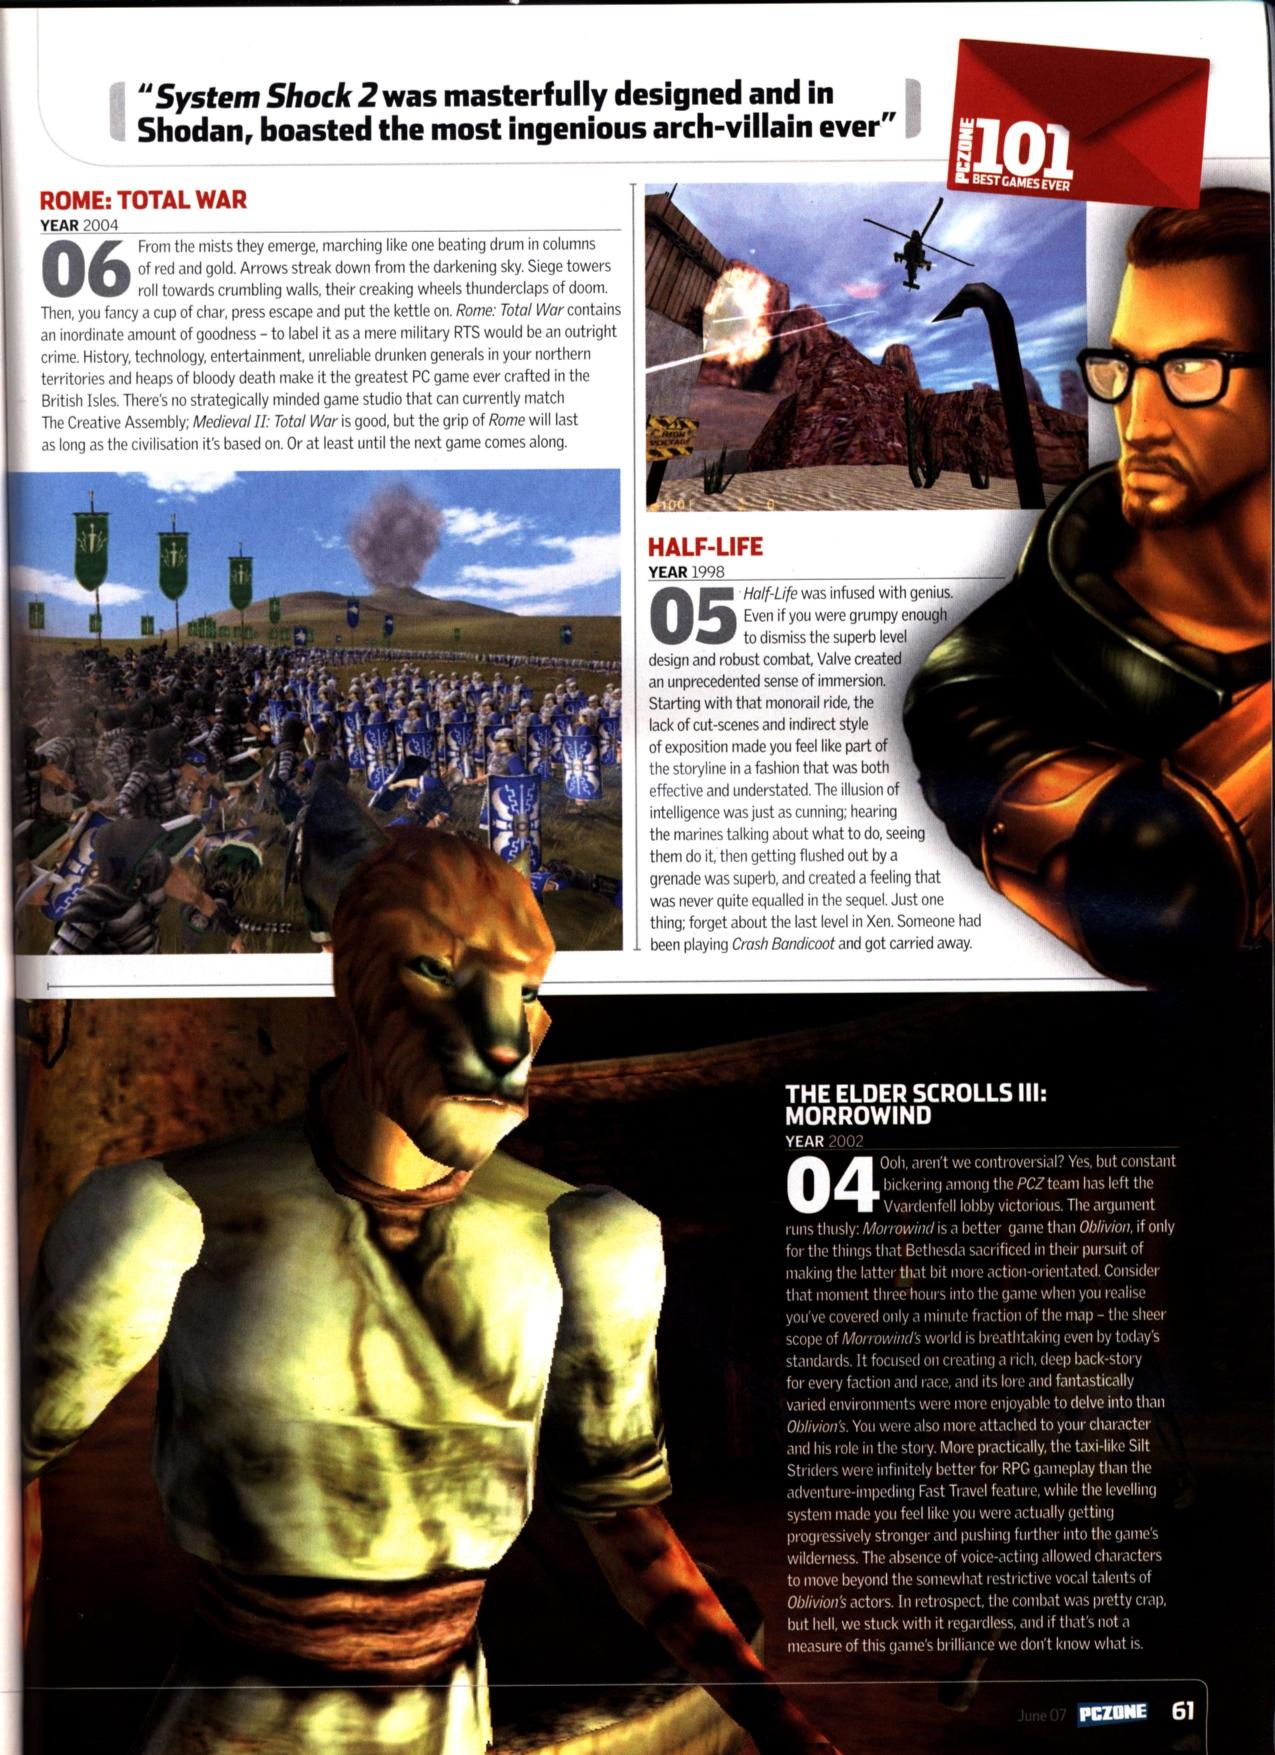 “System Shock 2 was masterfully designed and in
Shodan, boasted the most ingenious arch-villain ever”
PCZONE
101
BEST GAMES EVER
ROME: TOTAL WAR
YEAR 2004
06 From the mists they emerge, marching like one beating drum in columns
of red and gold. Arrows streak down from the darkening sky. Siege towers
roll towards crumbling walls, their creaking wheels thunderclaps of doom.
Then, you fancy a cup of char, press escape and put the kettle on. Rome: Total War contains
an inordinate amount of goodness – to label it as a mere military RTS would be an outright
crime. History, technology, entertainment, unreliable drunken generals in your northern
territories and heaps of bloody death make it the greatest PC game ever crafted in the
British Isles. There's no strategically minded game studio that can currently match
The Creative Assembly; Medieval II: Total War is good, but the grip of Rome will last
as long as the civilisation it's based on. Or at least until the next game comes along.
HIGH
VOLTAGE
100
HALF-LIFE
YEAR 1998
05 Half-Life was infused with genius.
Even if you were grumpy enough
to dismiss the superb level
design and robust combat, Valve created
an unprecedented sense of immersion.
Starting with that monorail ride, the
lack of cut-scenes and indirect style
of exposition made you feel like part of
the storyline in a fashion that was both
effective and understated. The illusion of
intelligence was just as cunning; hearing
the marines talking about what to do, seeing
them do it, then getting flushed out by a
grenade was superb, and created a feeling that
was never quite equalled in the sequel. Just one
thing; forget about the last level in Xen. Someone had
been playing Crash Bandicoot and got carried away.
THE ELDER SCROLLS III:
MORROWIND
YEAR 2002
04 Ooh, aren't we controversial? Yes, but constant
bickering among the PCZ team has left the
Vvardenfell lobby victorious. The argument
runs thusly: Morrowind is a better game than Oblivion, if only
for the things that Bethesda sacrificed in their pursuit of
making the latter that bit more action-orientated. Consider
that moment three hours into the game when you realise
you've covered only a minute fraction of the map – the sheer
scope of Morrowind's world is breathtaking even by today's
standards. It focused on creating a rich, deep back-story
for every faction and race, and its lore and fantastically
varied environments were more enjoyable to delve into than
Oblivion's. You were also more attached to your character
and his role in the story. More practically, the taxi-like Silt
Striders were infinitely better for RPG gameplay than the
adventure-impeding Fast Travel feature, while the levelling
system made you feel like you were actually getting
progressively stronger and pushing further into the game's
wilderness. The absence of voice-acting allowed characters
to move beyond the somewhat restrictive vocal talents of
Oblivion's actors. In retrospect, the combat was pretty crap,
but hell, we stuck with it regardless, and if that's not a
measure of this game's brilliance we don't know what is.
June 07 PCZONE 61